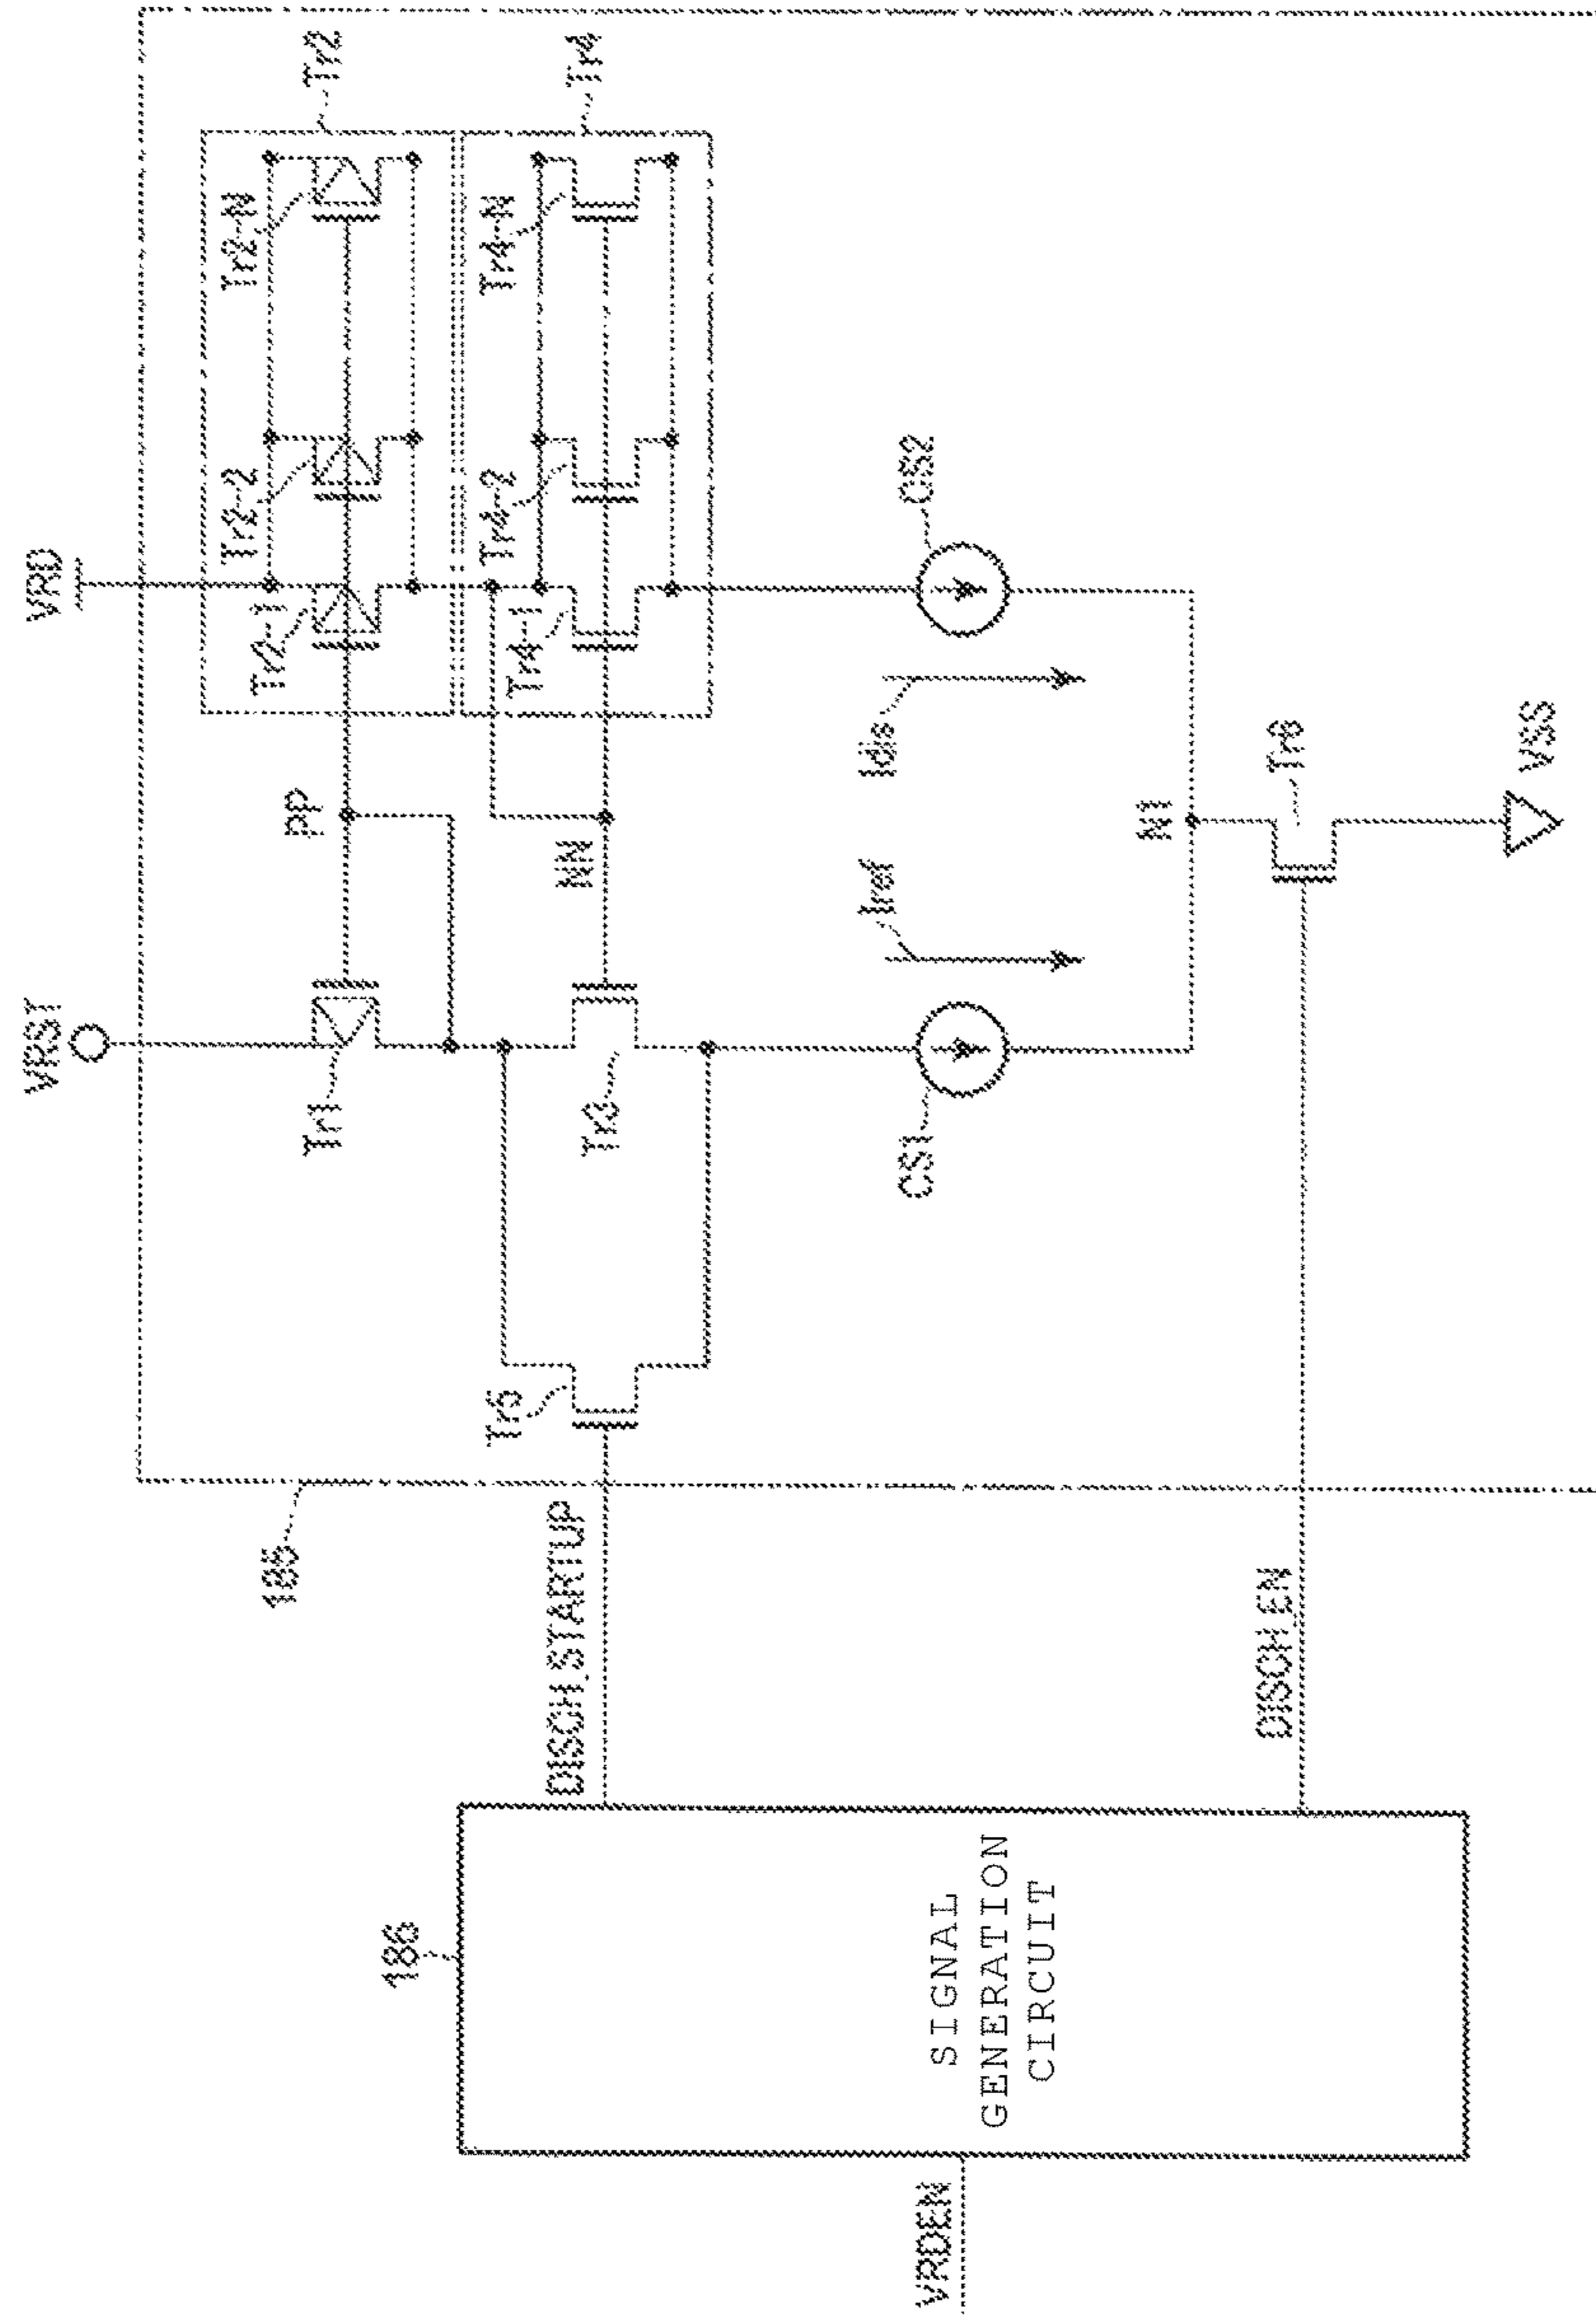 VRDEN
186
SIGNAL
GENERATION
CIRCUIT
DISCH_STARTUP
DISCH_EN
185
VRST
VRD
Tr1
PP
Tr2-1
Tr2-2
Tr2-N
Tr2
Tr5
Tr3
NN
Tr4-1
Tr4-2
Tr4-N
Tr4
CS1
Iref
Idis
CS2
N1
Tr6
VSS